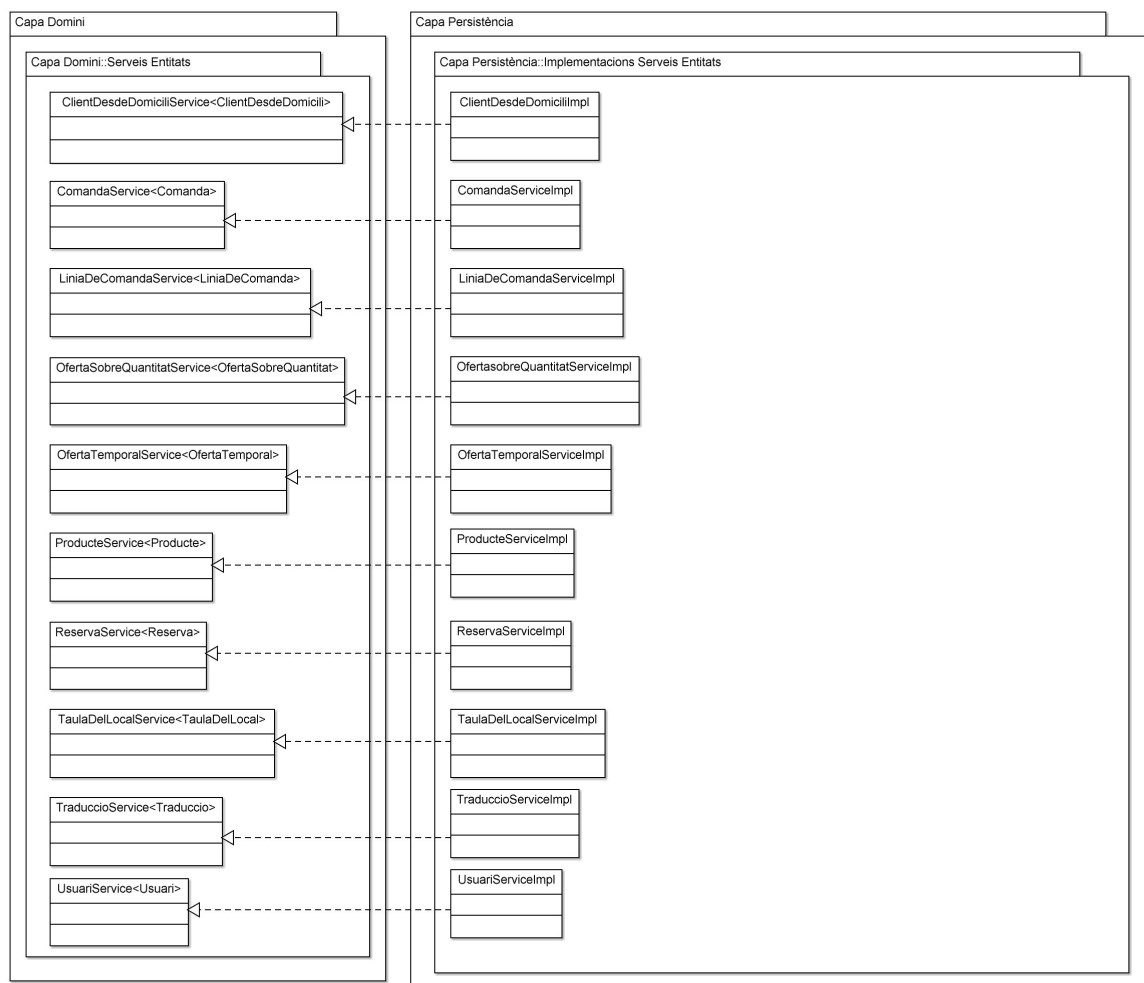 Capa Domini
Capa Persistència
Capa Domini::Serveis Entitats
Capa Persistència::Implementacions Serveis Entitats
ClientDesdeDomiciliService<ClientDesdeDomicili>
ClientDesdeDomiciliImpl
ComandaService<Comanda>
ComandaServiceImpl
LiniaDeComandaService<LiniaDeComanda>
LiniaDeComandaServiceImpl
OfertaSobreQuantitatService<OfertaSobreQuantitat>
OfertasobreQuantitatServiceImpl
OfertaTemporalService<OfertaTemporal>
OfertaTemporalServiceImpl
ProducteService<Producte>
ProducteServiceImpl
ReservaService<Reserva>
ReservaServiceImpl
TaulaDelLocalService<TaulaDelLocal>
TaulaDelLocalServiceImpl
TraduccioService<Traduccio>
TraduccioServiceImpl
UsuariService<Usuari>
UsuariServiceImpl